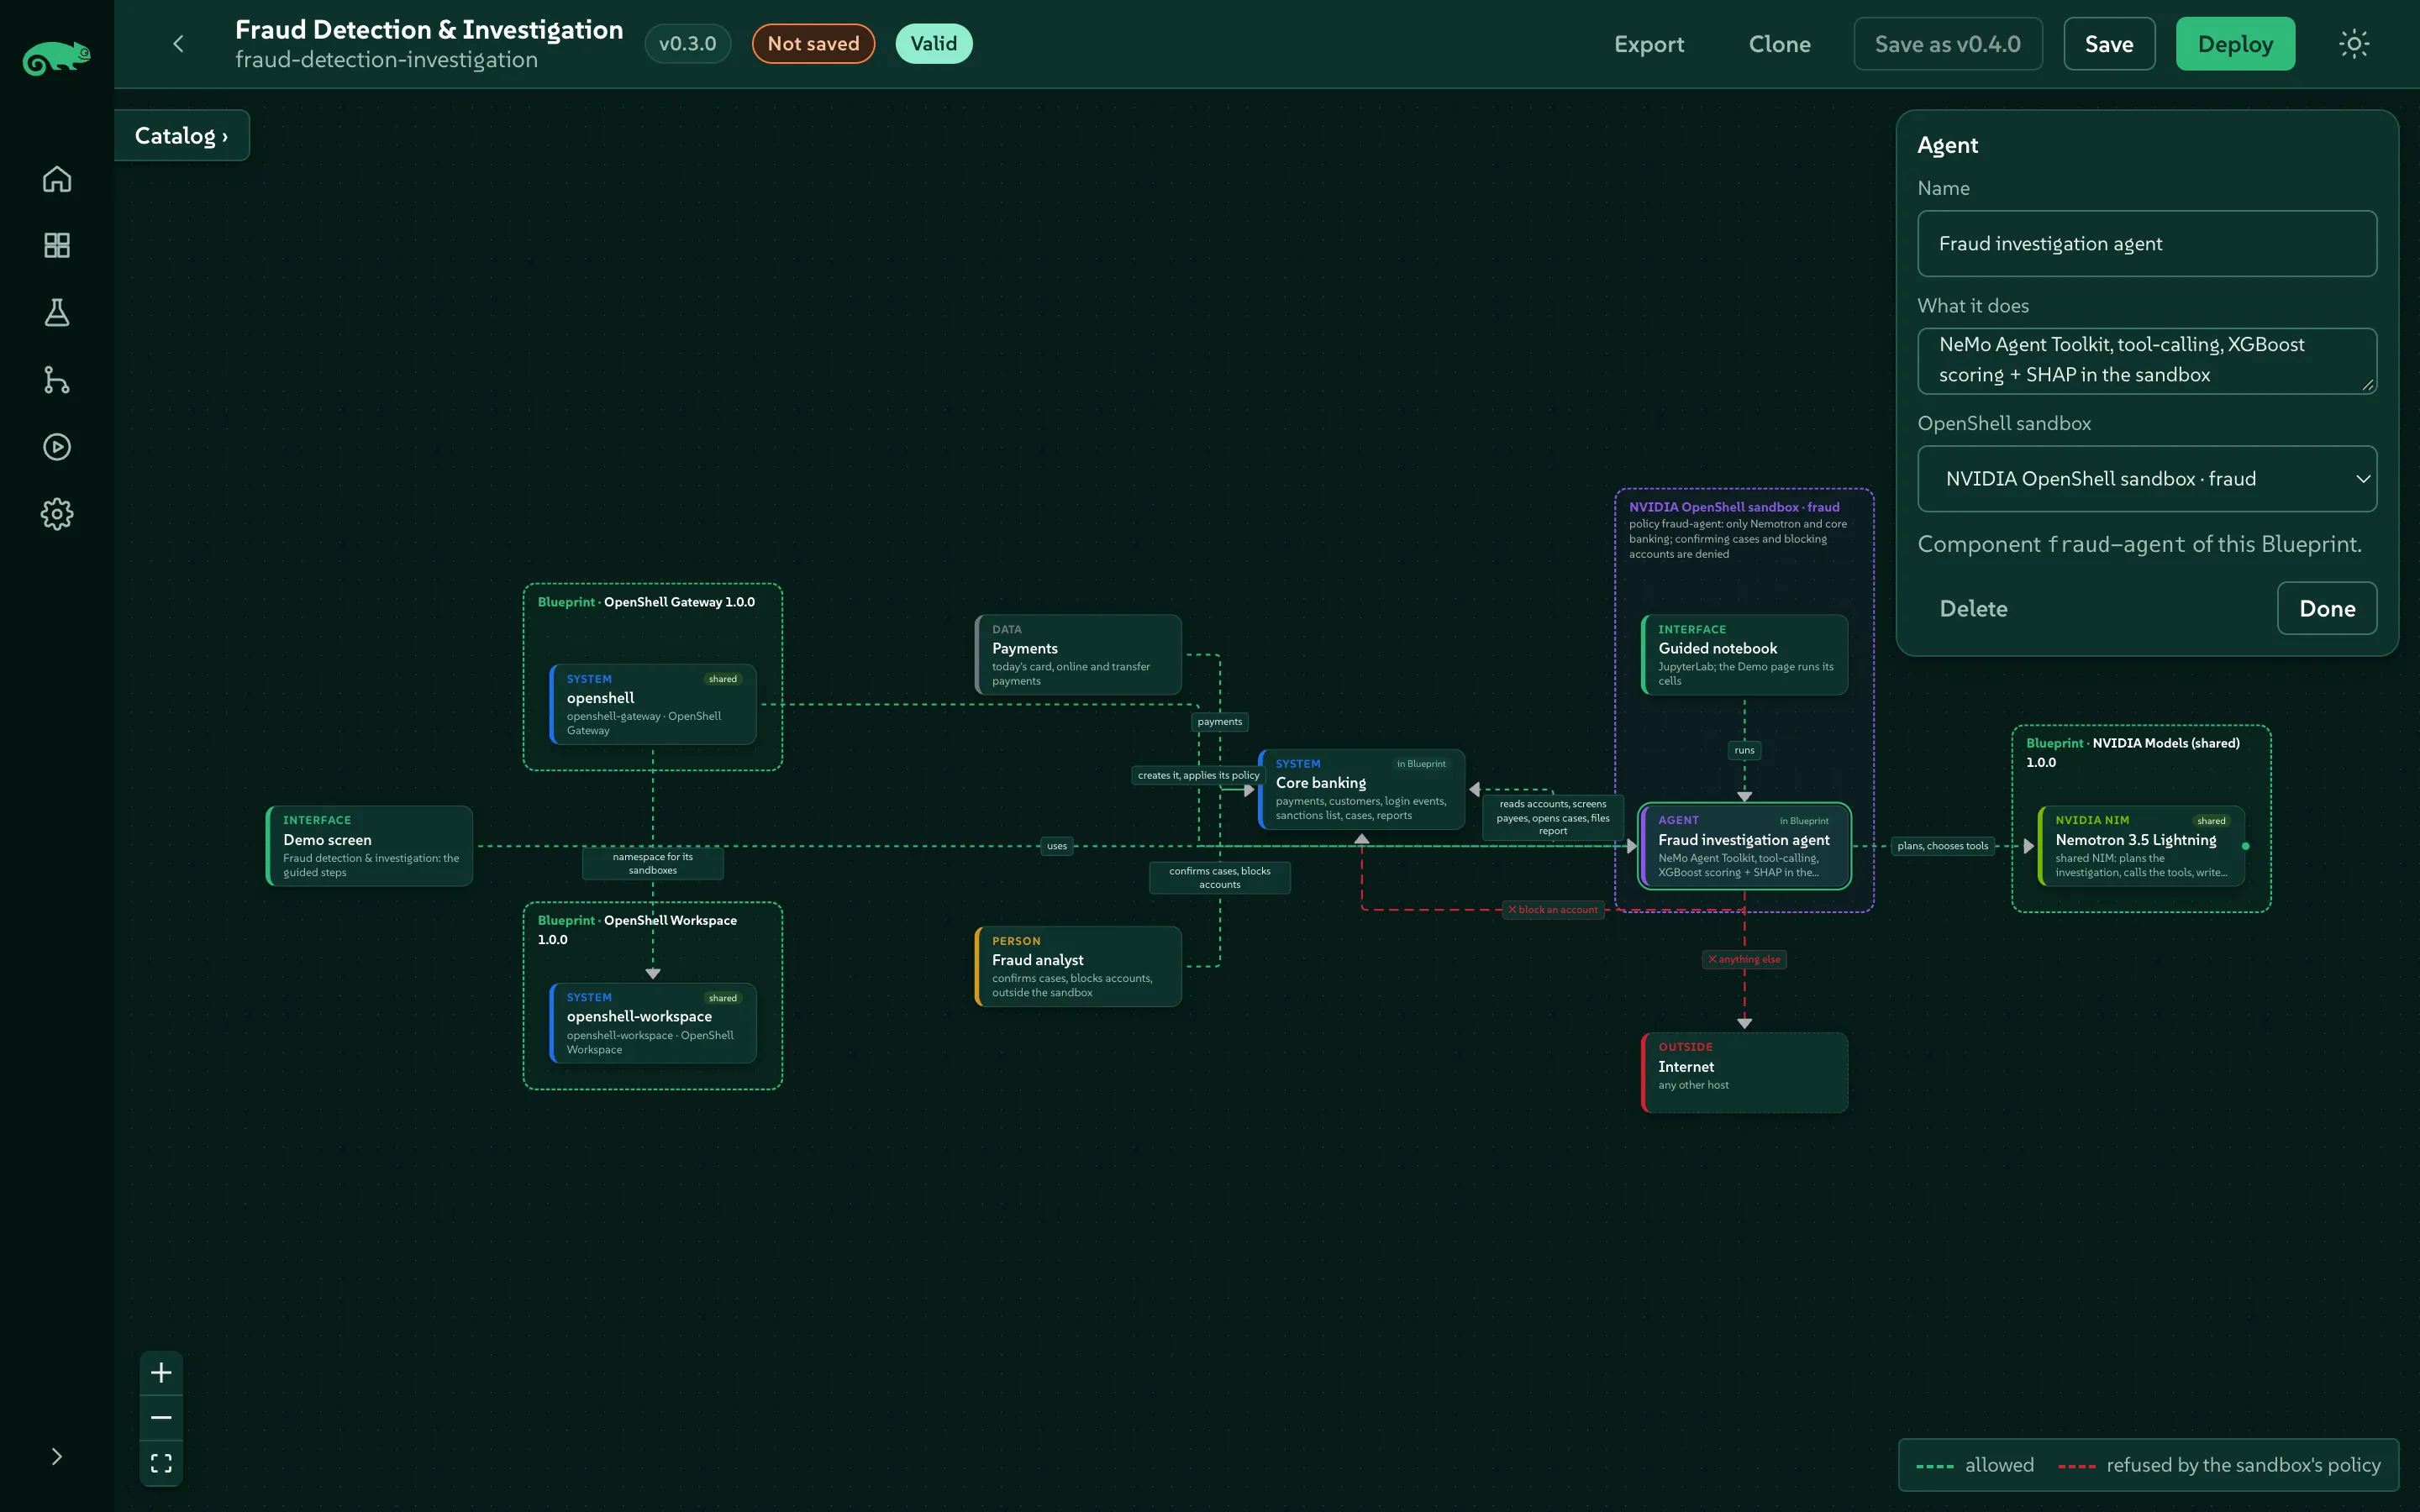 Fraud Detection & Investigation
fraud-detection-investigation
v0.3.0
Not saved
Valid
Export
Clone
Save as v0.4.0
Save
Deploy
Catalog ›
Agent
Name
Fraud investigation agent
What it does
NeMo Agent Toolkit, tool-calling, XGBoost
scoring + SHAP in the sandbox
OpenShell sandbox
NVIDIA OpenShell sandbox · fraud
Component fraud-agent of this Blueprint.
Delete
Done
NVIDIA OpenShell sandbox · fraud
policy fraud-agent: only Nemotron and core
banking; confirming cases and blocking
accounts are denied
Blueprint · OpenShell Gateway 1.0.0
SYSTEM
shared
openshell
openshell-gateway · OpenShell
Gateway
DATA
Payments
today's card, online and transfer
payments
INTERFACE
Guided notebook
JupyterLab; the Demo page runs its
cells
payments
runs
creates it, applies its policy
SYSTEM
in Blueprint
Core banking
payments, customers, login events,
sanctions list, cases, reports
reads accounts, screens
payees, opens cases, files
report
Blueprint · NVIDIA Models (shared)
1.0.0
INTERFACE
Demo screen
Fraud detection & investigation: the
guided steps
namespace for its
sandboxes
uses
confirms cases, blocks
accounts
AGENT
in Blueprint
Fraud investigation agent
NeMo Agent Toolkit, tool-calling,
XGBoost scoring + SHAP in the...
plans, chooses tools
NVIDIA NIM
shared
Nemotron 3.5 Lightning
shared NIM: plans the
investigation, calls the tools, write...
Blueprint · OpenShell Workspace
1.0.0
SYSTEM
shared
openshell-workspace
openshell-workspace · OpenShell
Workspace
PERSON
Fraud analyst
confirms cases, blocks accounts,
outside the sandbox
✕ block an account
✕ anything else
OUTSIDE
Internet
any other host
allowed
refused by the sandbox's policy